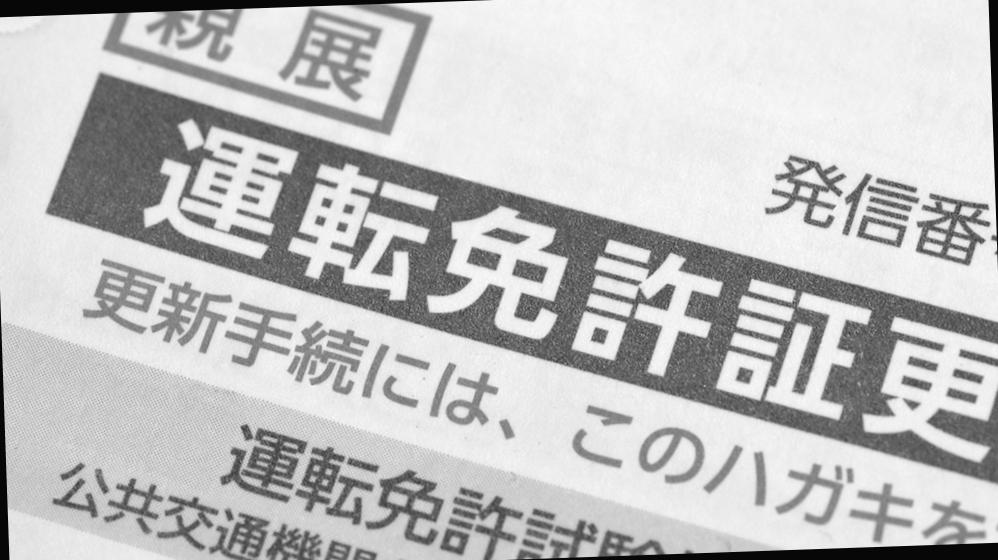 親展
発信番
運転免許証更
更新手続には、このハガキを
運転免許試験
公共交通機関